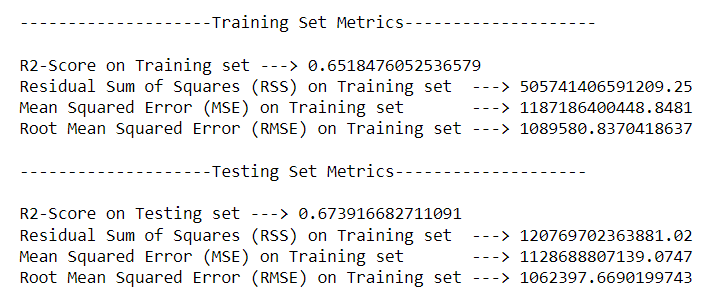 --------------------Training Set Metrics--------------------
R2-Score on Training set ---> 0.6518476052536579
Residual Sum of Squares (RSS) on Training set  ---> 505741406591209.25
Mean Squared Error (MSE) on Training set       ---> 1187186400448.8481
Root Mean Squared Error (RMSE) on Training set ---> 1089580.8370418637
--------------------Testing Set Metrics--------------------
R2-Score on Testing set ---> 0.673916682711091
Residual Sum of Squares (RSS) on Training set  ---> 120769702363881.02
Mean Squared Error (MSE) on Training set       ---> 1128688807139.0747
Root Mean Squared Error (RMSE) on Training set ---> 1062397.6690199743